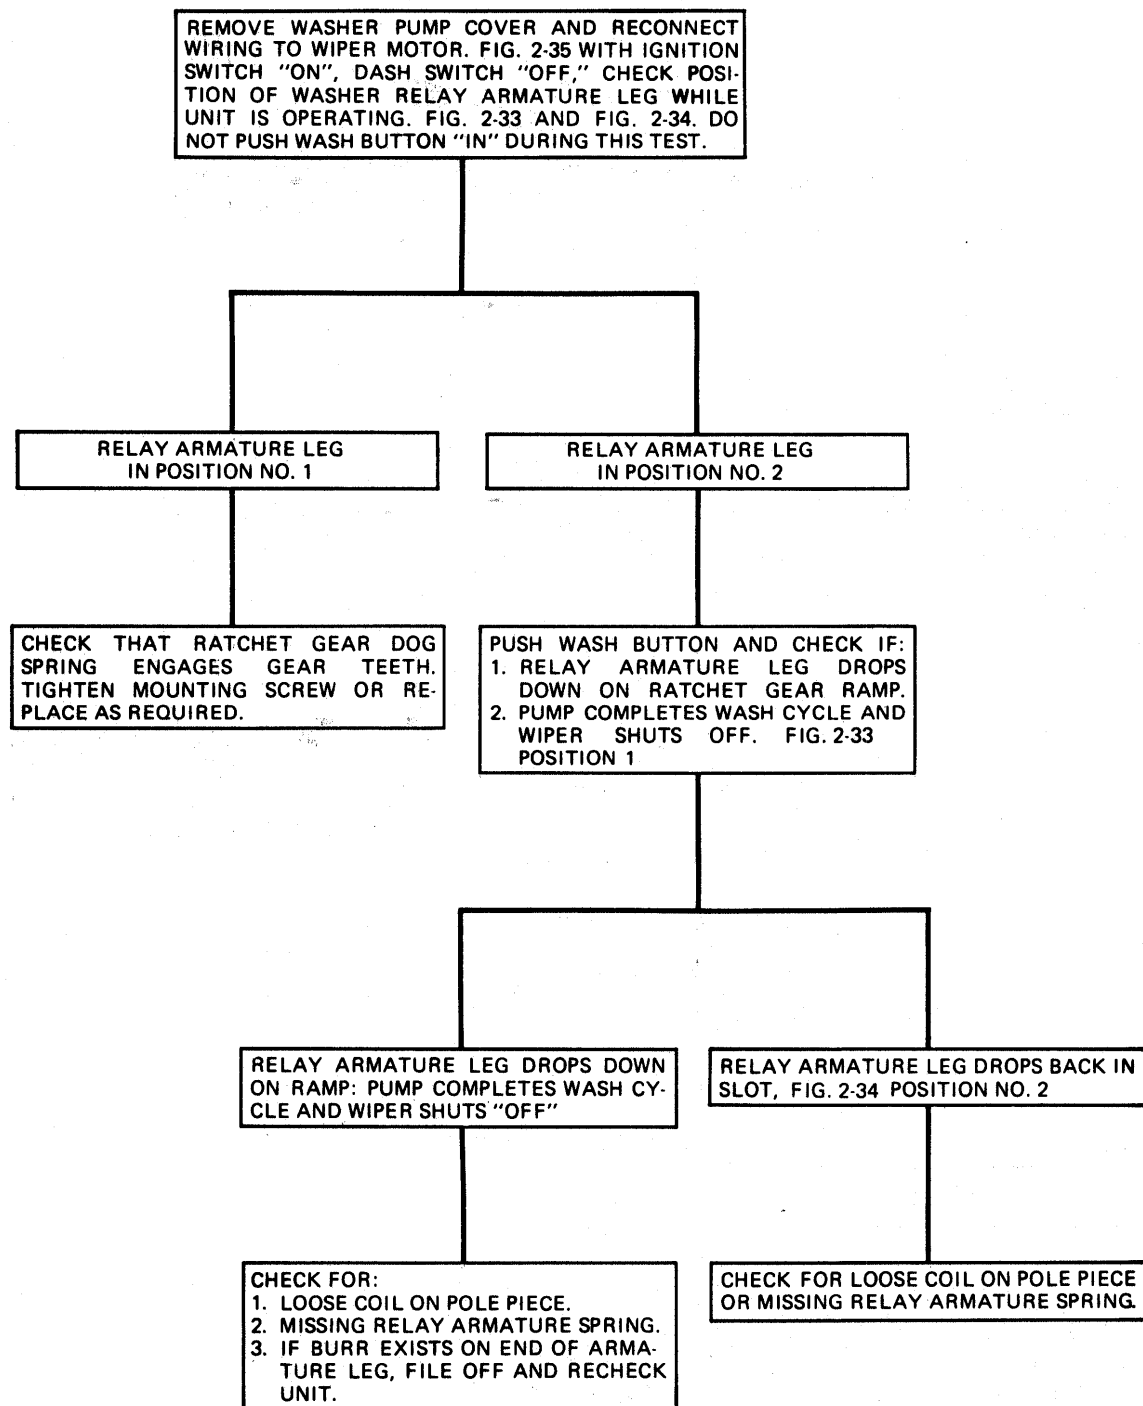 REMOVE WASHER PUMP COVER AND RECONNECT
WIRING TO WIPER MOTOR. FIG. 2-35 WITH IGNITION
SWITCH "ON", DASH SWITCH "OFF," CHECK POSI-
TION OF WASHER RELAY ARMATURE LEG WHILE
UNIT IS OPERATING. FIG. 2-33 AND FIG. 2-34. DO
NOT PUSH WASH BUTTON "IN" DURING THIS TEST.
RELAY ARMATURE LEG
IN POSITION NO. 1
RELAY ARMATURE LEG
IN POSITION NO. 2
CHECK THAT RATCHET GEAR DOG
SPRING ENGAGES GEAR TEETH.
TIGHTEN MOUNTING SCREW OR RE-
PLACE AS REQUIRED.
PUSH WASH BUTTON AND CHECK IF:
1. RELAY ARMATURE LEG DROPS
DOWN ON RATCHET GEAR RAMP.
2. PUMP COMPLETES WASH CYCLE AND
WIPER SHUTS OFF. FIG. 2-33
POSITION 1
RELAY ARMATURE LEG DROPS DOWN
ON RAMP: PUMP COMPLETES WASH CY-
CLE AND WIPER SHUTS "OFF"
RELAY ARMATURE LEG DROPS BACK IN
SLOT, FIG. 2-34 POSITION NO. 2
CHECK FOR:
1. LOOSE COIL ON POLE PIECE.
2. MISSING RELAY ARMATURE SPRING.
3. IF BURR EXISTS ON END OF ARMA-
TURE LEG, FILE OFF AND RECHECK
UNIT.
CHECK FOR LOOSE COIL ON POLE PIECE
OR MISSING RELAY ARMATURE SPRING.